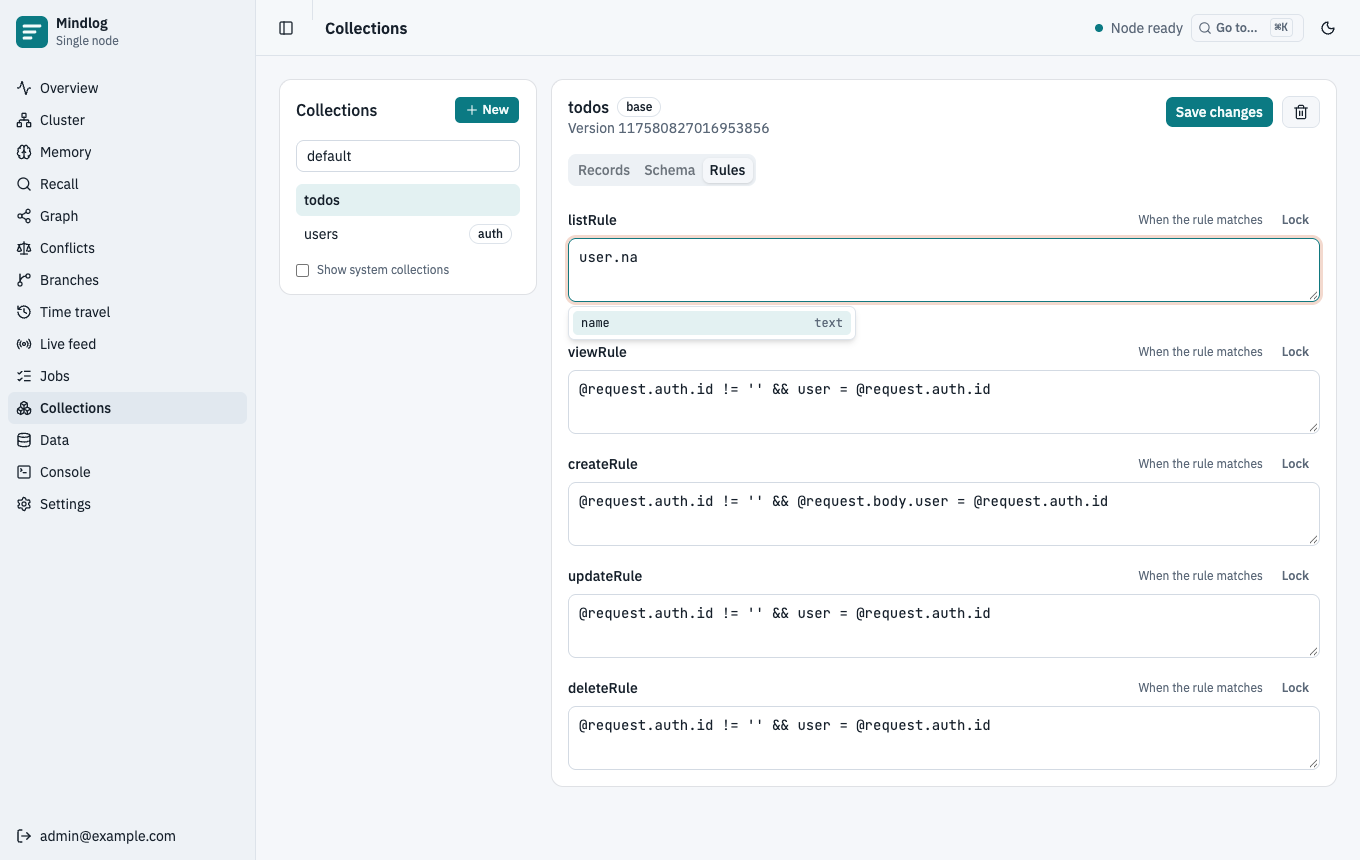 Mindlog
Single node
Overview
Cluster
Memory
Recall
Graph
Conflicts
Branches
Time travel
Live feed
Jobs
Collections
Data
Console
Settings
admin@example.com
Collections
Node ready
Go to... ⌘K
Collections
+ New
default
todos
users auth
Show system collections
todos base
Version 117580827016953856
Save changes
Records Schema Rules
listRule When the rule matches Lock
user.na
name text
viewRule When the rule matches Lock
@request.auth.id != '' && user = @request.auth.id
createRule When the rule matches Lock
@request.auth.id != '' && @request.body.user = @request.auth.id
updateRule When the rule matches Lock
@request.auth.id != '' && user = @request.auth.id
deleteRule When the rule matches Lock
@request.auth.id != '' && user = @request.auth.id